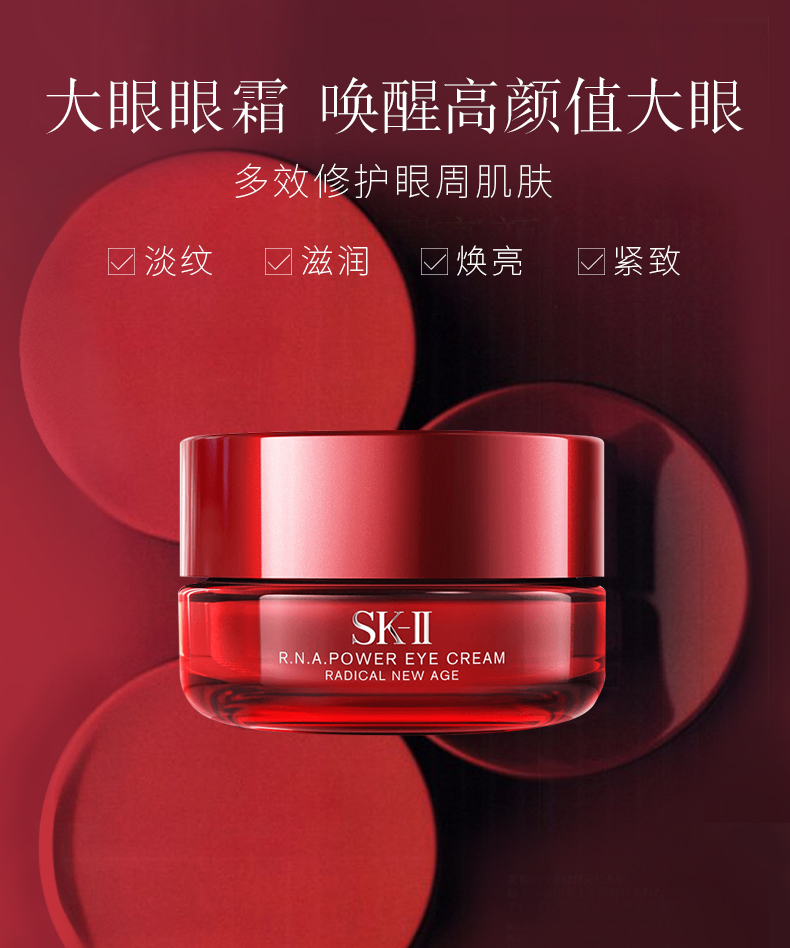 大眼眼霜 唤醒高颜值大眼
多效修护眼周肌肤
淡纹 滋润 焕亮 紧致
SK-II
R.N.A.POWER EYE CREAM
RADICAL NEW AGE